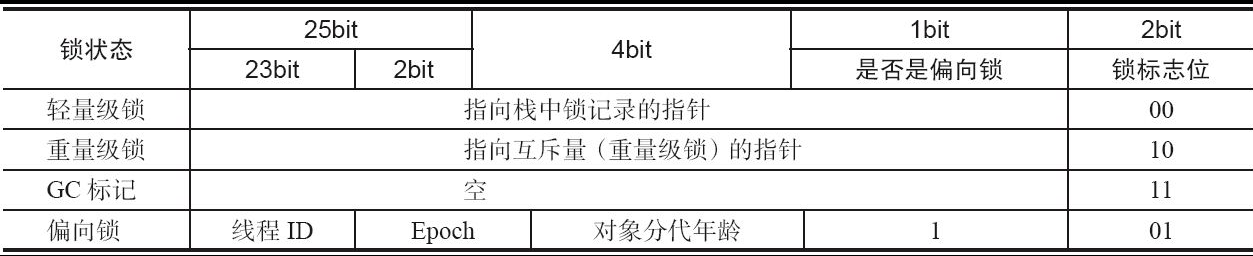 锁状态 25bit 4bit 1bit 2bit
23bit 2bit 是否是偏向锁 锁标志位
轻量级锁 指向栈中锁记录的指针 00
重量级锁 指向互斥量（重量级锁）的指针 10
GC 标记 空 11
偏向锁 线程 ID Epoch 对象分代年龄 1 01